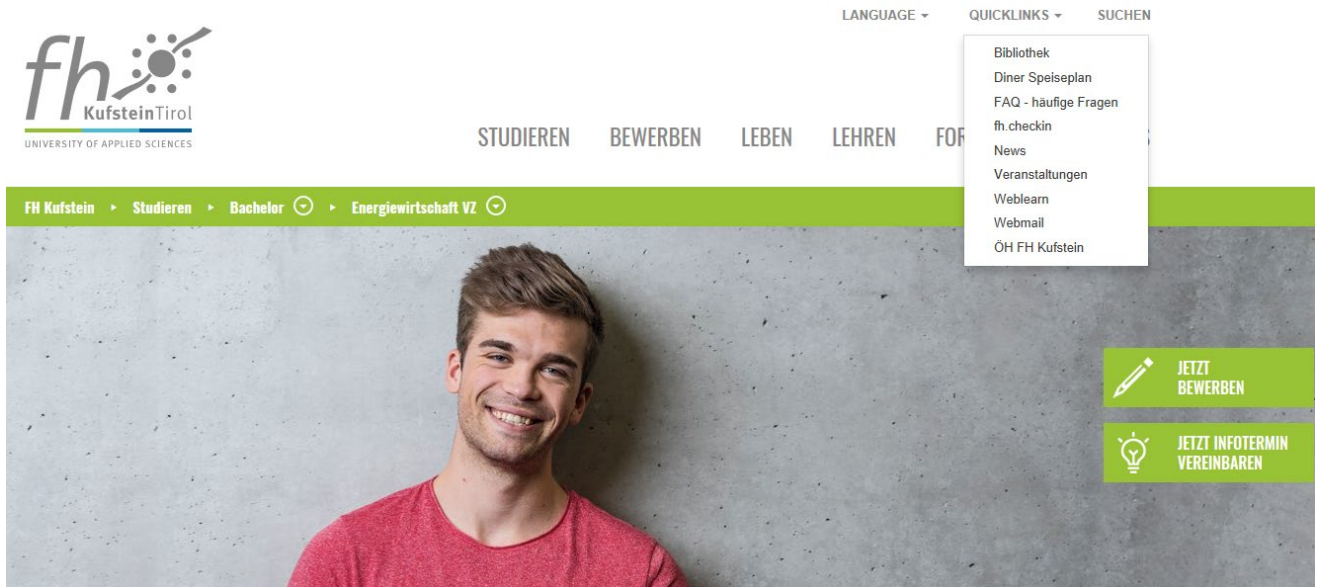 LANGUAGE QUICKLINKS SUCHEN
fh
KufsteinTirol
UNIVERSITY OF APPLIED SCIENCES
Bibliothek
Diner Speiseplan
FAQ - häufige Fragen
fh.checkin
News
Veranstaltungen
Weblearn
Webmail
ÖH FH Kufstein
STUDIEREN BEWERBEN LEBEN LEHREN
FH Kufstein Studieren Bachelor Energiewirtschaft VZ
JETZT
BEWERBEN
JETZT INFOTERMIN
VEREINBAREN